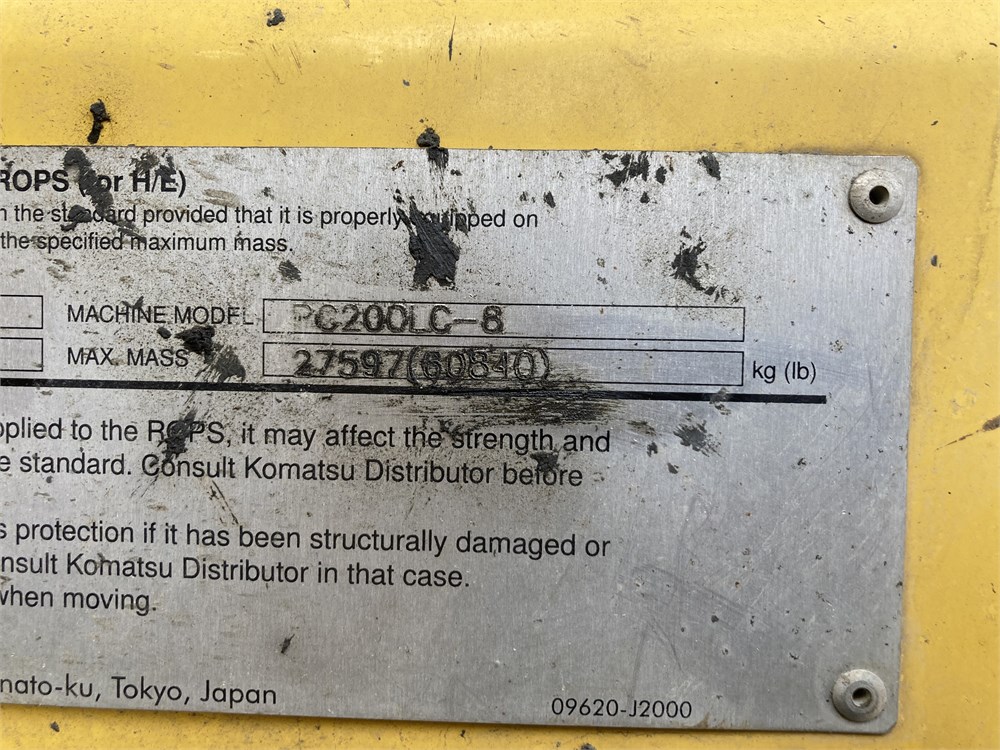 ROPS (for H/E)
the standard provided that it is properly equipped on
the specified maximum mass.
MACHINE MODEL PC200LC-8
MAX. MASS 27597(60840) kg (lb)
applied to the ROPS, it may affect the strength and
standard. Consult Komatsu Distributor before
protection if it has been structurally damaged or
Consult Komatsu Distributor in that case.
when moving.
nato-ku, Tokyo, Japan
09620-J2000